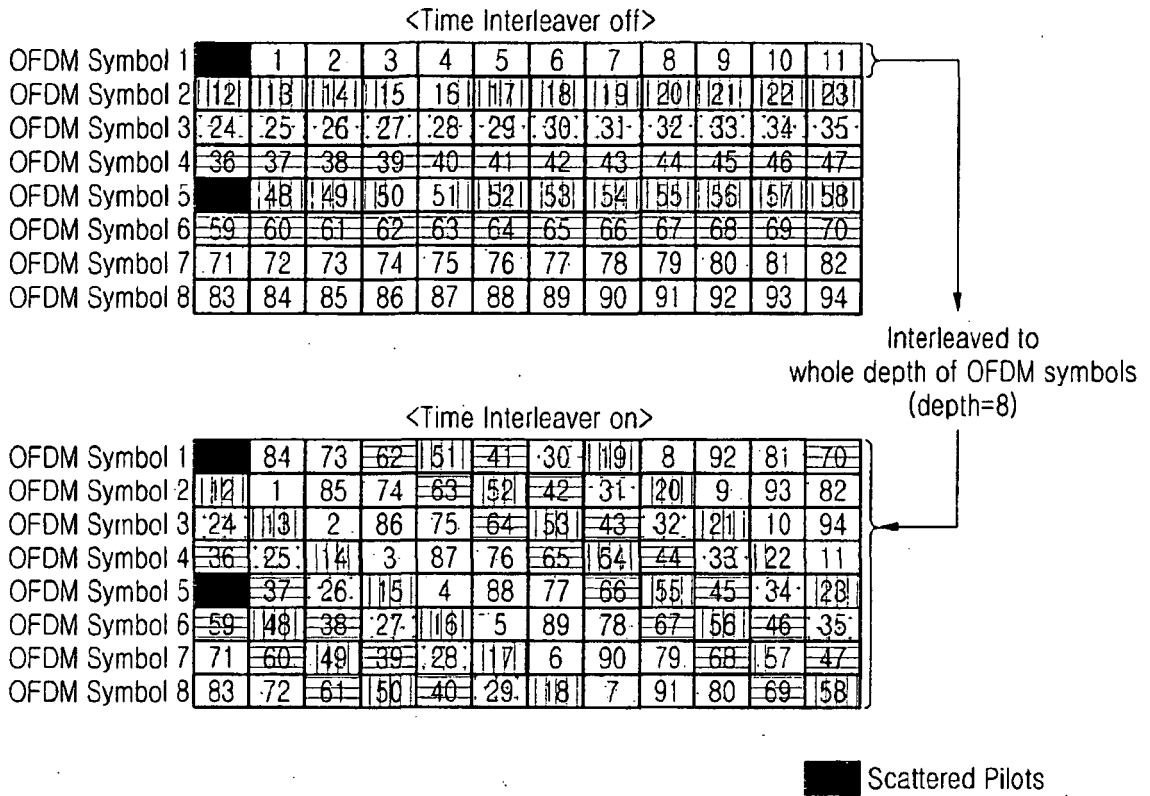 <Time Interleaver off>
OFDM Symbol 1 1 2 3 4 5 6 7 8 9 10 11
OFDM Symbol 2 12 13 14 15 16 17 18 19 20 21 22 23
OFDM Symbol 3 24 25 26 27 28 29 30 31 32 33 34 35
OFDM Symbol 4 36 37 38 39 40 41 42 43 44 45 46 47
OFDM Symbol 5 48 49 50 51 52 53 54 55 56 57 58
OFDM Symbol 6 59 60 61 62 63 64 65 66 67 68 69 70
OFDM Symbol 7 71 72 73 74 75 76 77 78 79 80 81 82
OFDM Symbol 8 83 84 85 86 87 88 89 90 91 92 93 94
Interleaved to
whole depth of OFDM symbols
(depth=8)
<Time Interleaver on>
OFDM Symbol 1 84 73 62 51 41 30 19 8 92 81 70
OFDM Symbol 2 12 1 85 74 63 52 42 31 20 9 93 82
OFDM Symbol 3 24 13 2 86 75 64 53 43 32 21 10 94
OFDM Symbol 4 36 25 14 3 87 76 65 54 44 33 22 11
OFDM Symbol 5 37 26 15 4 88 77 66 55 45 34 23
OFDM Symbol 6 59 48 38 27 16 5 89 78 67 56 46 35
OFDM Symbol 7 71 60 49 39 28 17 6 90 79 68 57 47
OFDM Symbol 8 83 72 61 50 40 29 18 7 91 80 69 58
Scattered Pilots